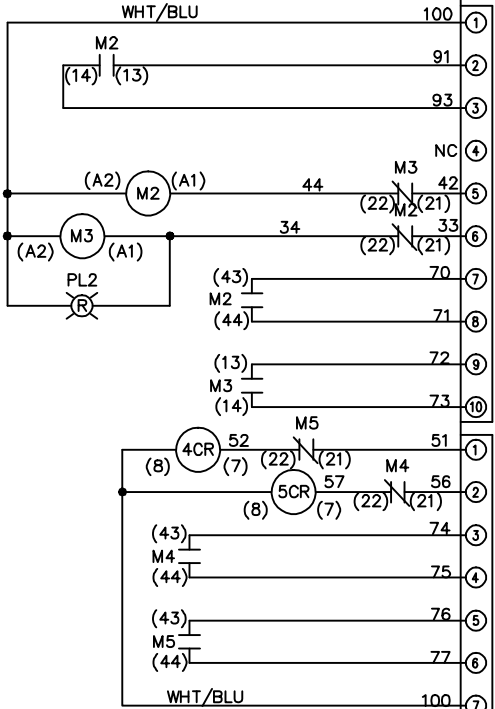 WHT/BLU 100 1
M2 91 2
(14) (13)
93 3
NC 4
M3
(A2) M2 (A1) 44 42 5
(22) (21)
M2
M3 34 33 6
(A2) (A1) (22) (21)
PL2
R
(43) 70 7
M2
(44) 71 8
(13) 72 9
M3
(14) 73 10
M5
4CR 52 51 1
(8) (7) (22) (21)
M4
5CR 57 56 2
(8) (7) (22) (21)
(43) 74 3
M4
(44) 75 4
(43) 76 5
M5
(44) 77 6
WHT/BLU 100 7